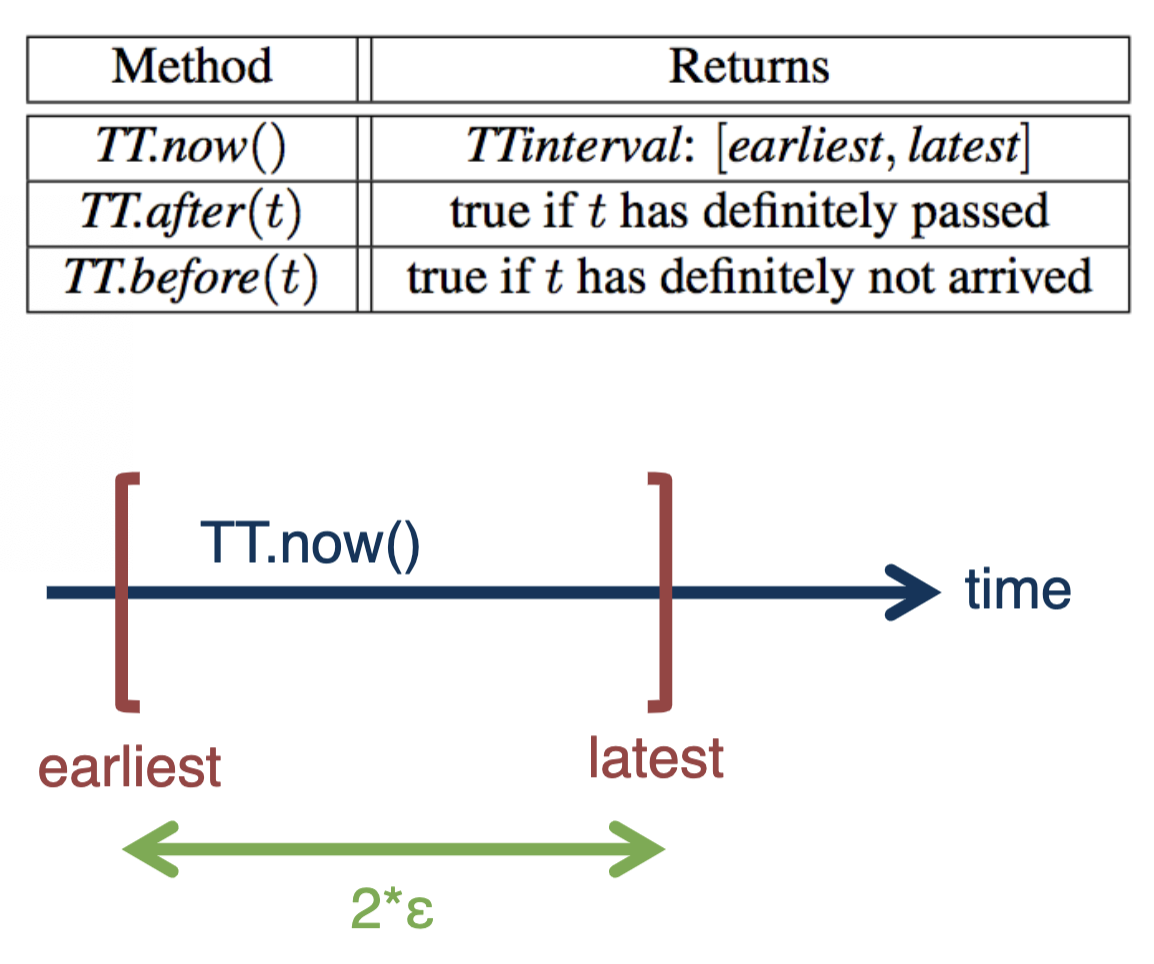 Method Returns
TT.now() TTinterval: [earliest, latest]
TT.after(t) true if t has definitely passed
TT.before(t) true if t has definitely not arrived
TT.now()
time
earliest
latest
2*ε